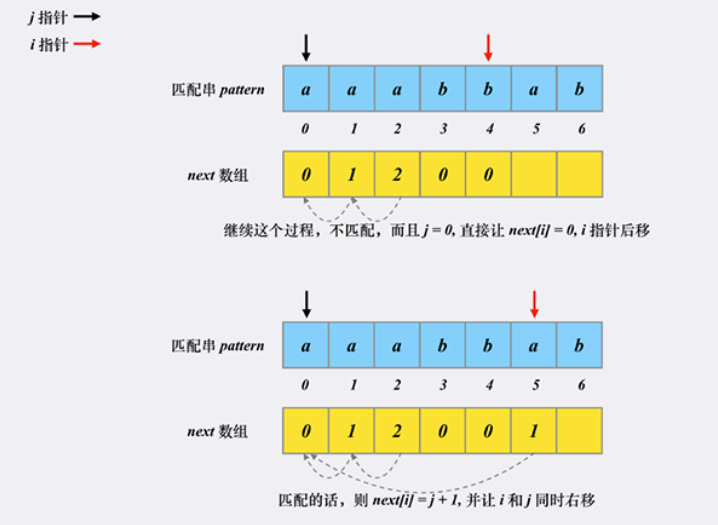 j 指针
i 指针
匹配串 pattern a a a b b a b
0 1 2 3 4 5 6
next 数组 0 1 2 0 0
继续这个过程，不匹配，而且 j = 0, 直接让 next[i] = 0, i 指针后移
匹配串 pattern a a a b b a b
0 1 2 3 4 5 6
next 数组 0 1 2 0 0 1
匹配的话，则 next[i] = j + 1, 并让 i 和 j 同时右移